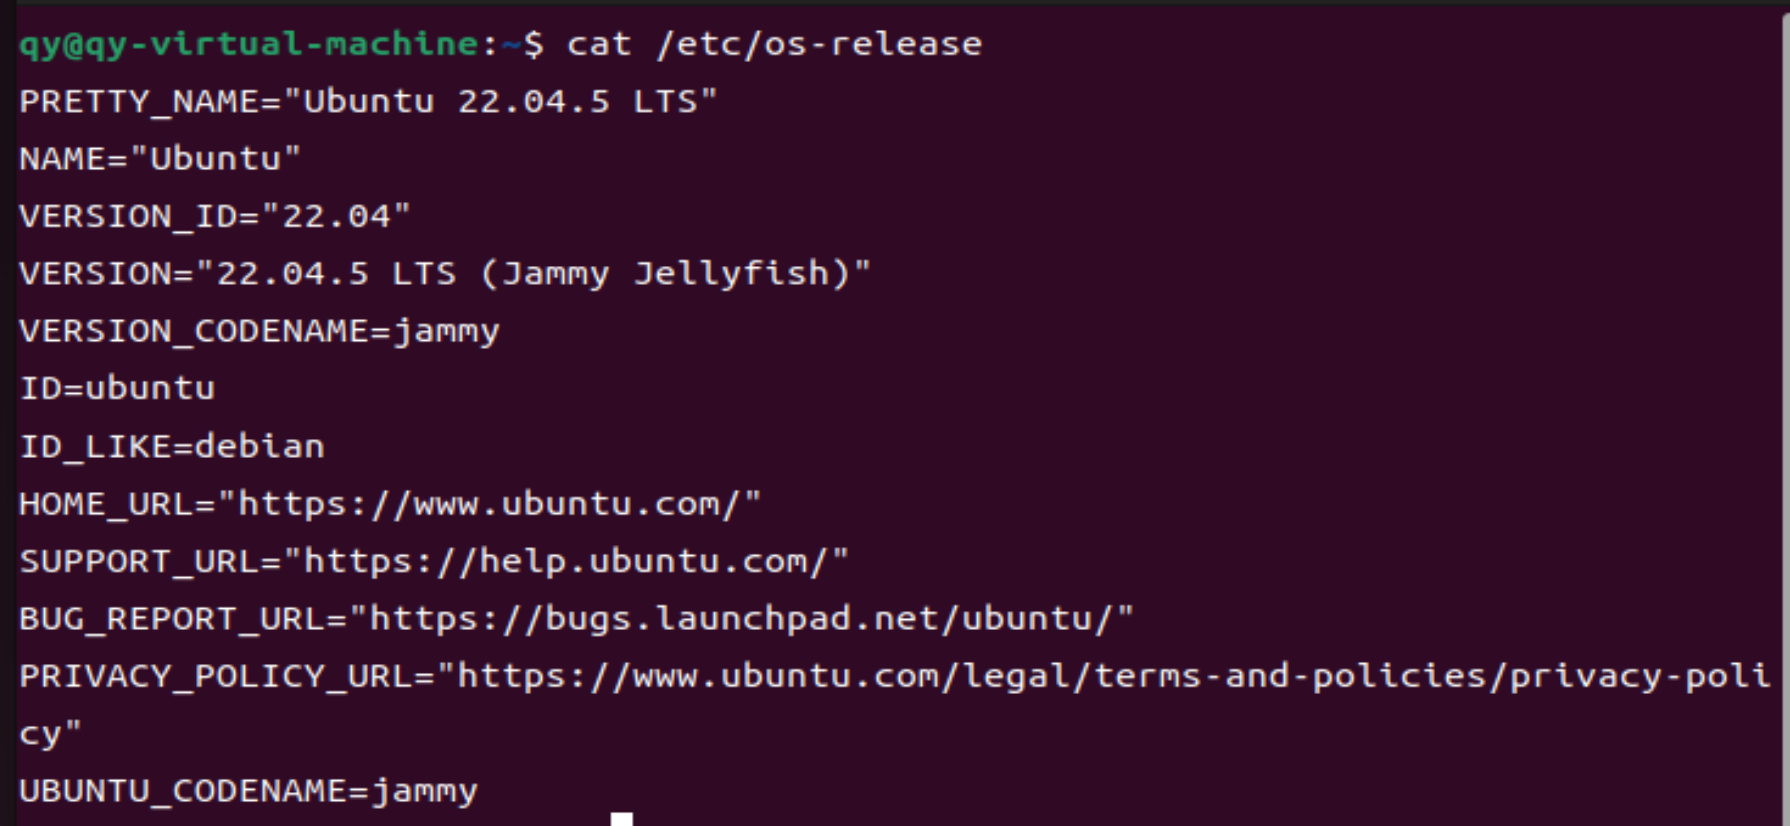 qy@qy-virtual-machine:~$ cat /etc/os-release
PRETTY_NAME="Ubuntu 22.04.5 LTS"
NAME="Ubuntu"
VERSION_ID="22.04"
VERSION="22.04.5 LTS (Jammy Jellyfish)"
VERSION_CODENAME=jammy
ID=ubuntu
ID_LIKE=debian
HOME_URL="https://www.ubuntu.com/"
SUPPORT_URL="https://help.ubuntu.com/"
BUG_REPORT_URL="https://bugs.launchpad.net/ubuntu/"
PRIVACY_POLICY_URL="https://www.ubuntu.com/legal/terms-and-policies/privacy-poli
cy"
UBUNTU_CODENAME=jammy